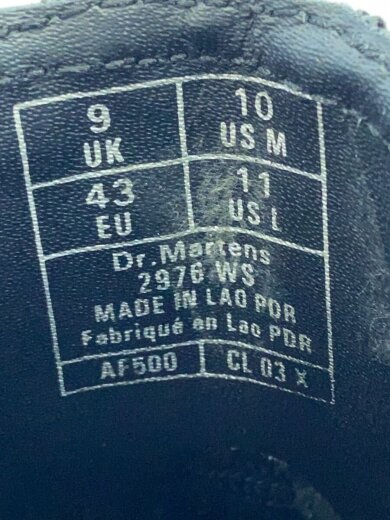 9 10
UK US M
43 11
EU US L
Dr. Martens
2976 WS
MADE IN LAO PDR
Fabriqué en Lao PDR
AF500 CL 03 X